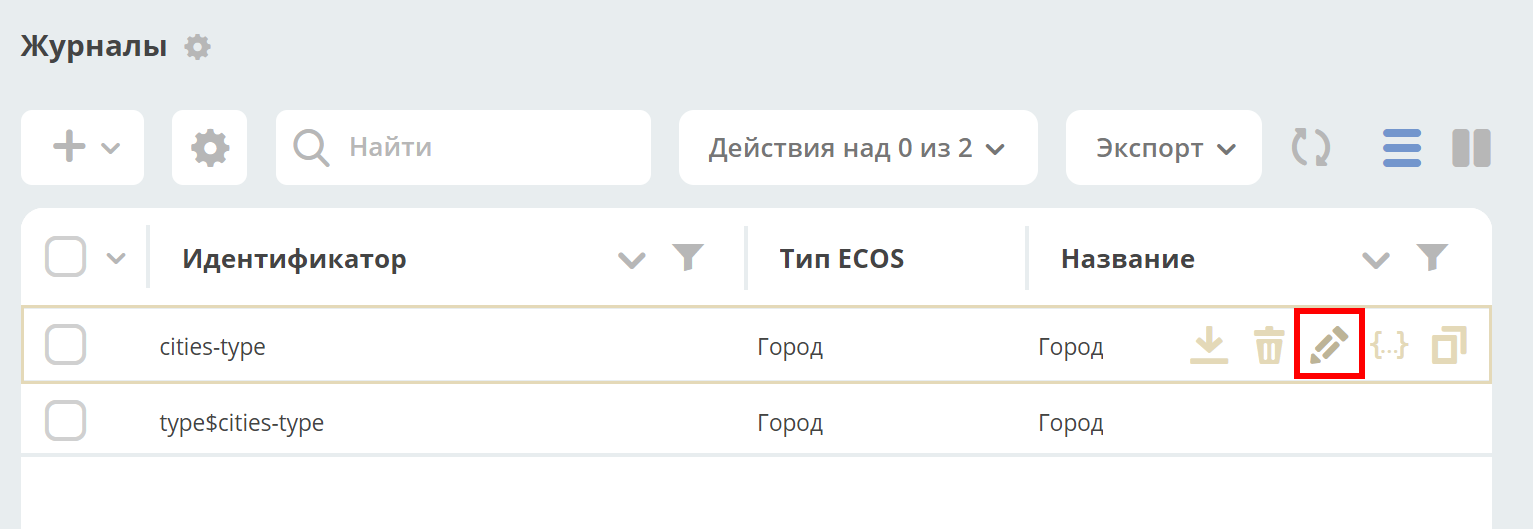 Журналы
Найти
Действия над 0 из 2
Экспорт
Идентификатор Тип ECOS Название
cities-type Город Город {...}
type$cities-type Город Город